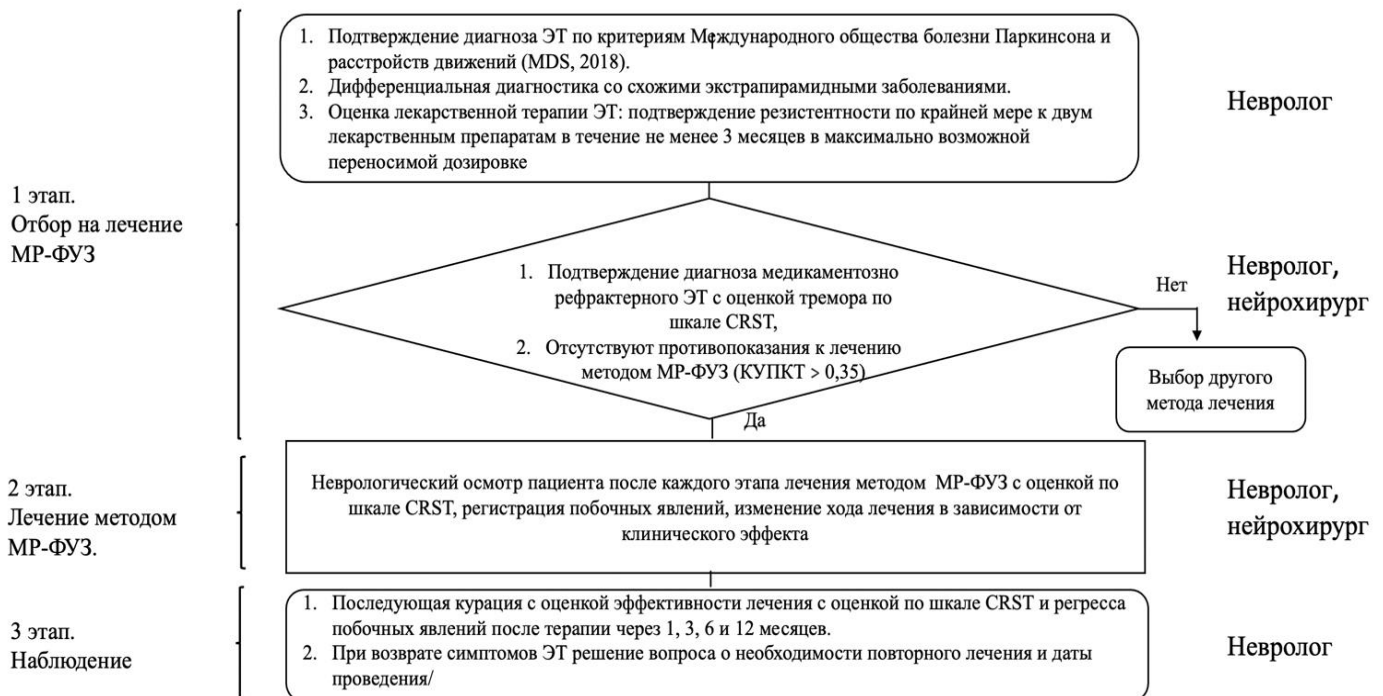 1. Подтверждение диагноза ЭТ по критериям Международного общества болезни Паркинсона и
расстройств движений (MDS, 2018).
2. Дифференциальная диагностика со схожими экстрапирамидными заболеваниями.
3. Оценка лекарственной терапии ЭТ: подтверждение резистентности по крайней мере к двум
лекарственным препаратам в течение не менее 3 месяцев в максимально возможной
переносимой дозировке
Невролог
1 этап.
Отбор на лечение
МР-ФУЗ
1. Подтверждение диагноза медикаментозно
рефрактерного ЭТ с оценкой тремора по
шкале CRST,
2. Отсутствуют противопоказания к лечению
методом МР-ФУЗ (КУПКТ > 0,35)
Нет
Невролог,
нейрохирург
Выбор другого
метода лечения
Да
2 этап.
Лечение методом
МР-ФУЗ.
Неврологический осмотр пациента после каждого этапа лечения методом МР-ФУЗ с оценкой по
шкале CRST, регистрация побочных явлений, изменение хода лечения в зависимости от
клинического эффекта
Невролог,
нейрохирург
3 этап.
Наблюдение
1. Последующая курация с оценкой эффективности лечения с оценкой по шкале CRST и регресса
побочных явлений после терапии через 1, 3, 6 и 12 месяцев.
2. При возврате симптомов ЭТ решение вопроса о необходимости повторного лечения и даты
проведения/
Невролог